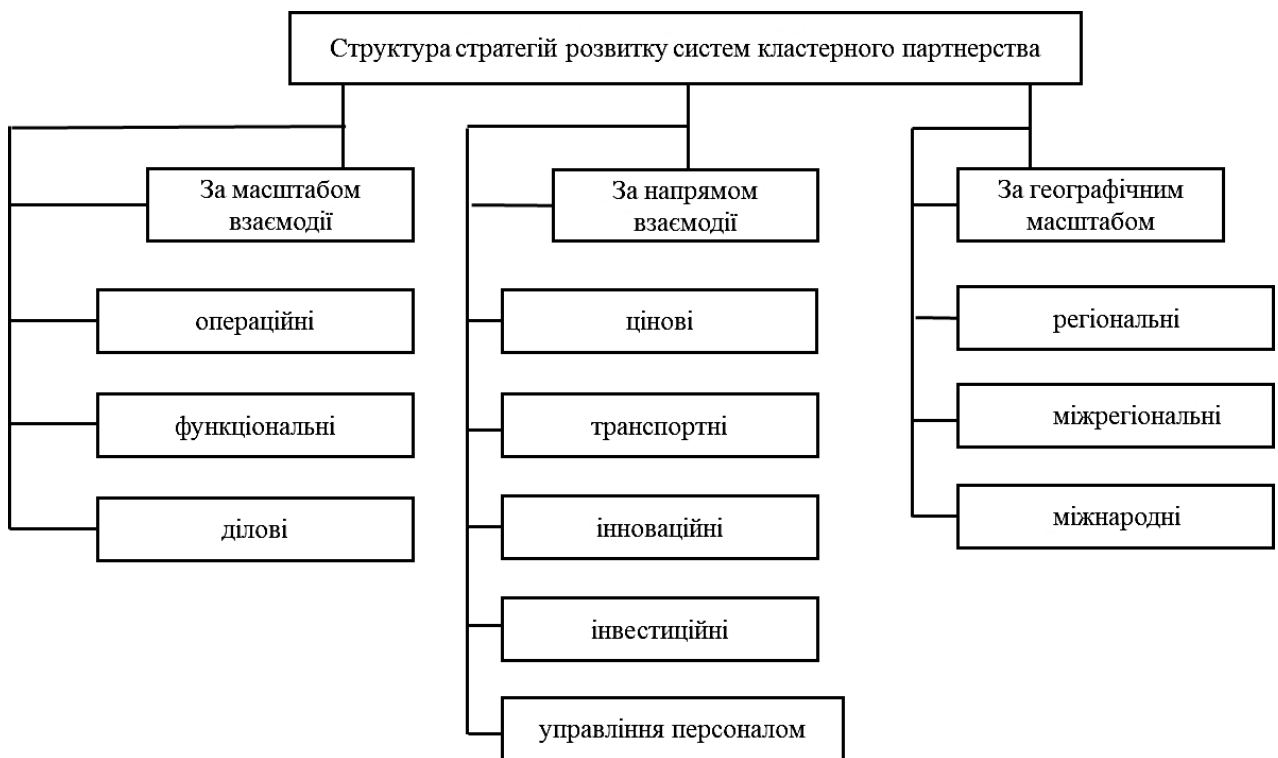 Структура стратегій розвитку систем кластерного партнерства
За масштабом
взаємодії
операційні
функціональні
ділові
За напрямом
взаємодії
цінові
транспортні
інноваційні
інвестиційні
управління персоналом
За географічним
масштабом
регіональні
міжрегіональні
міжнародні